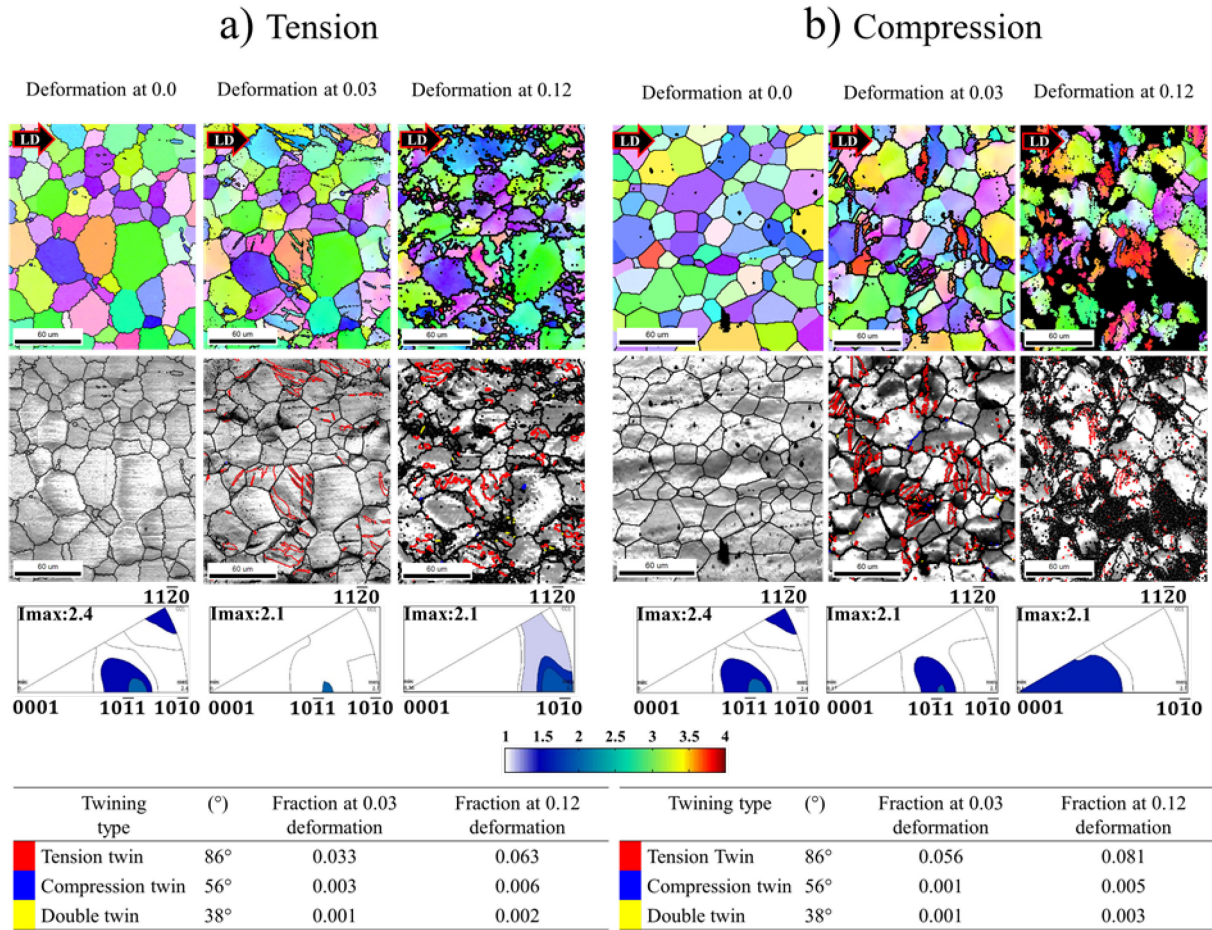 a) Tension
b) Compression
Deformation at 0.0
Deformation at 0.03
Deformation at 0.12
Deformation at 0.0
Deformation at 0.03
Deformation at 0.12
LD
LD
LD
LD
LD
LD
60 um
60 um
60 um
60 um
60 um
60 um
60 um
60 um
60 um
60 um
60 um
60 um
112̅0
112̅0
112̅0
112̅0
Imax:2.4
Imax:2.1
Imax:2.1
Imax:2.4
Imax:2.1
Imax:2.1
0001 101̅1 101̅0
0001 101̅1 101̅0
101̅0
0001 101̅1 101̅0
0001 101̅1 101̅0
0001 101̅0
1 1.5 2 2.5 3 3.5 4
Twining type (°) Fraction at 0.03 deformation Fraction at 0.12 deformation
Tension twin 86° 0.033 0.063
Compression twin 56° 0.003 0.006
Double twin 38° 0.001 0.002
Twining type (°) Fraction at 0.03 deformation Fraction at 0.12 deformation
Tension Twin 86° 0.056 0.081
Compression twin 56° 0.001 0.005
Double twin 38° 0.001 0.003